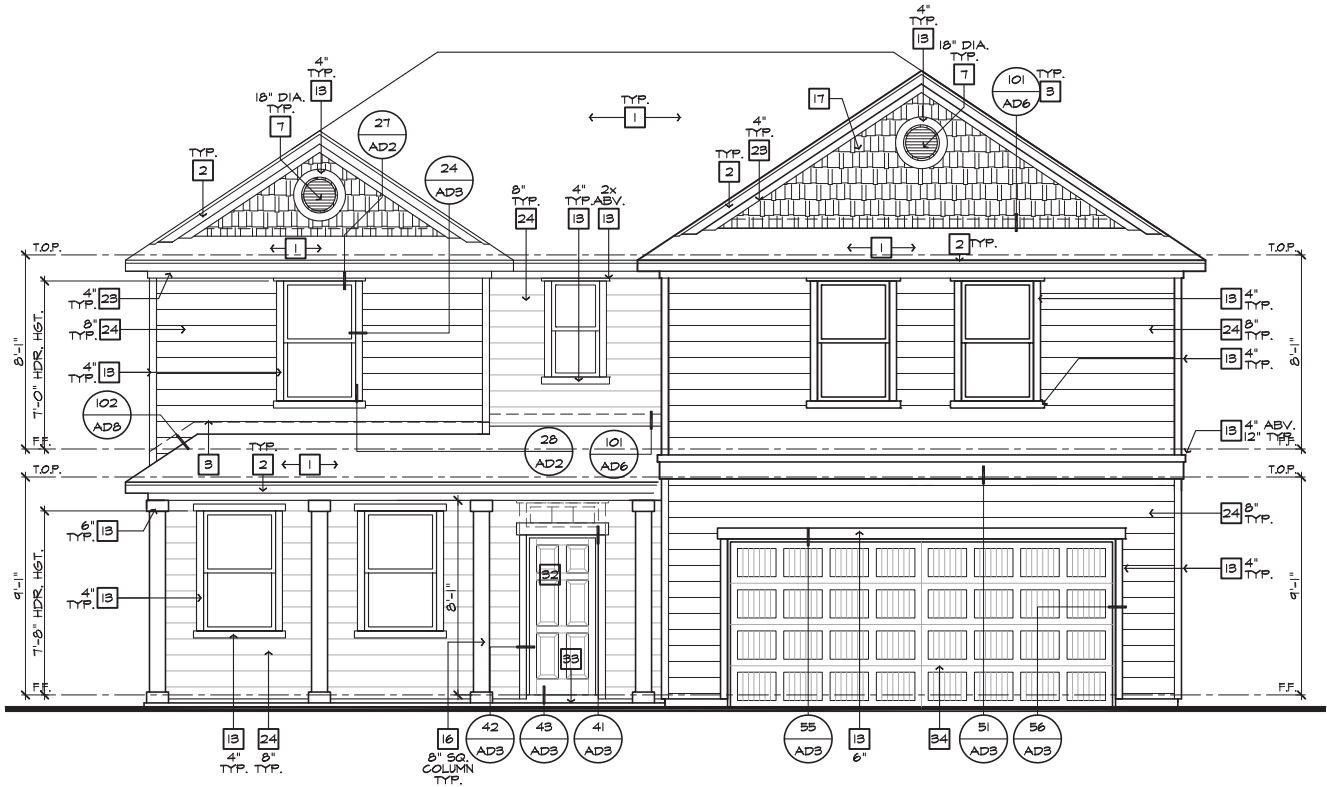 4"
TYP.
13
18" DIA.
TYP.
7
101
AD6
TYP.
3
4"
TYP.
13
18" DIA.
TYP.
7
27
AD2
TYP.
1
17
4"
TYP.
23
TYP.
2
24
AD3
TYP.
2
8"
TYP.
24
4"
TYP.
13
2x
ABV.
13
T.O.P.
1
1
2
TYP.
T.O.P.
4"
TYP.
23
8"
TYP.
24
4"
TYP.
13
8'-1"
7'-0" HDR. HGT.
13
4"
TYP.
24
8"
TYP.
13
4"
TYP.
8'-1"
102
AD8
F.F.
3
TYP.
2
1
28
AD2
101
AD6
13
4" ABV.
12" TYP.
F.F.
T.O.P.
T.O.P.
6"
TYP.
13
24
8"
TYP.
4"
TYP.
13
9'-1"
7'-8" HDR. HGT.
8'-1"
32
33
13
4"
TYP.
9'-1"
F.F.
F.F.
13
4"
TYP.
24
8"
TYP.
16
8" SQ.
COLUMN
TYP.
42
AD3
43
AD3
41
AD3
55
AD3
13
6"
34
51
AD3
56
AD3